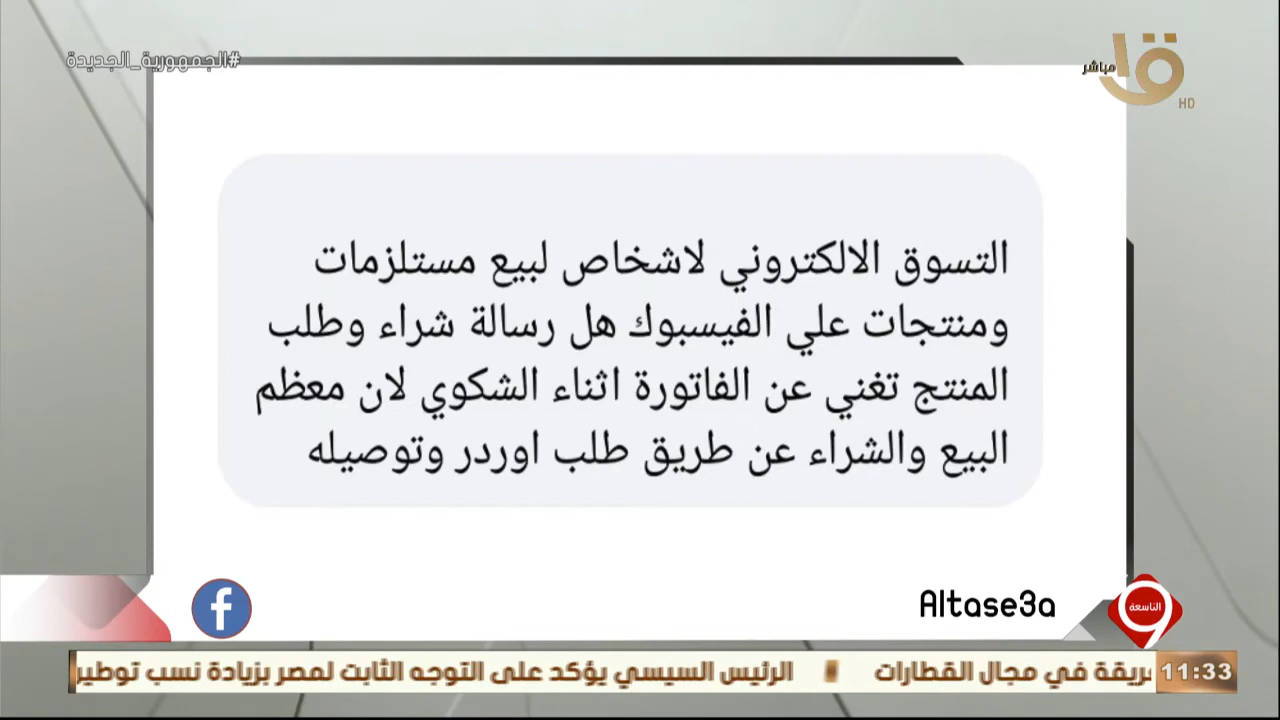 #الجمهورية_الجديدة
مباشر
HD
التسوق الالكتروني لاشخاص لبيع مستلزمات
ومنتجات علي الفيسبوك هل رسالة شراء وطلب
المنتج تغني عن الفاتورة اثناء الشكوي لان معظم
البيع والشراء عن طريق طلب اوردر وتوصيله
f
Altase3a
التاسعة
9
11:33
في مجال القطارات
الرئيس السيسي يؤكد على التوجه الثابت لمصر بزيادة نسب